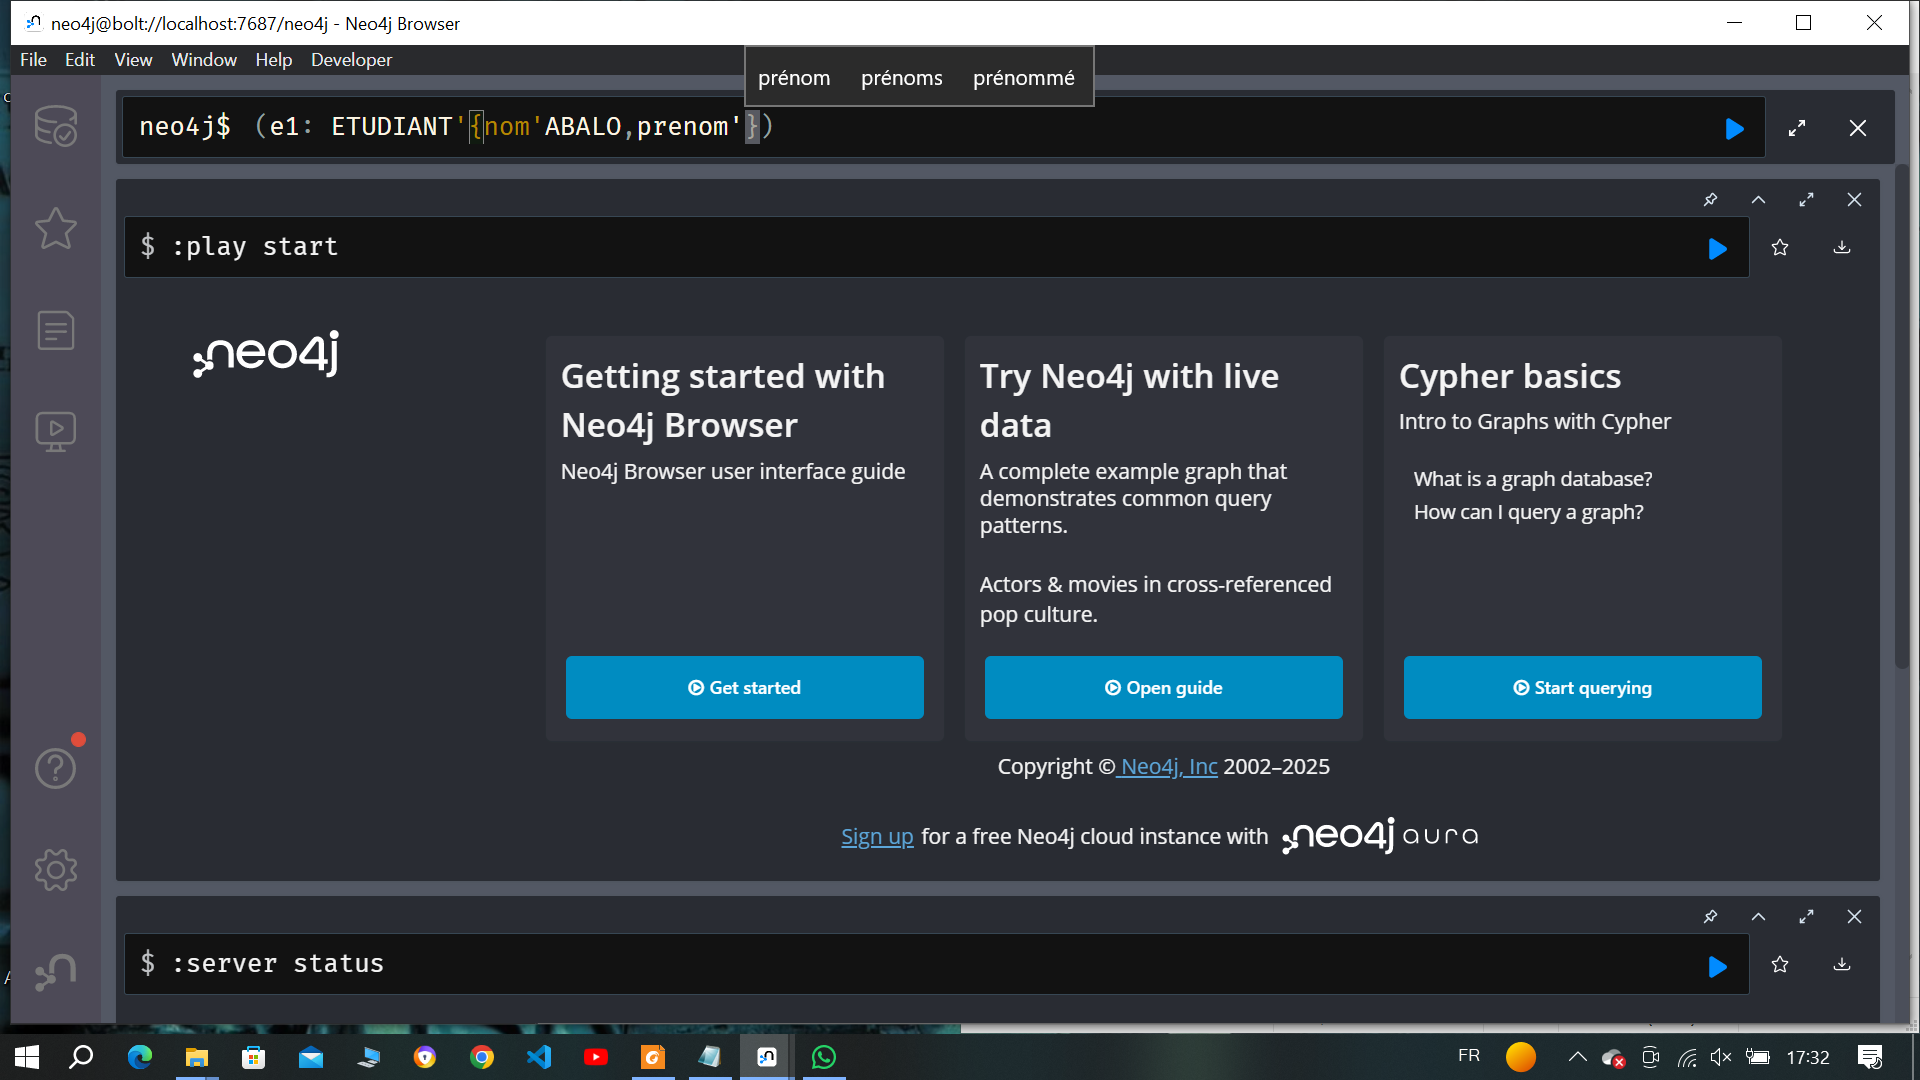 neo4j@bolt://localhost:7687/neo4j - Neo4j Browser
File Edit View Window Help Developer
prénom prénoms prénommé
neo4j$ (e1: ETUDIANT'{nom'ABALO,prenom'})
$ :play start
neo4j
Getting started with
Neo4j Browser
Neo4j Browser user interface guide
Get started
Try Neo4j with live
data
A complete example graph that
demonstrates common query
patterns.
Actors & movies in cross-referenced
pop culture.
Open guide
Cypher basics
Intro to Graphs with Cypher
What is a graph database?
How can I query a graph?
Start querying
Copyright © Neo4j, Inc 2002–2025
Sign up for a free Neo4j cloud instance with neo4j aura
$ :server status
FR 17:32